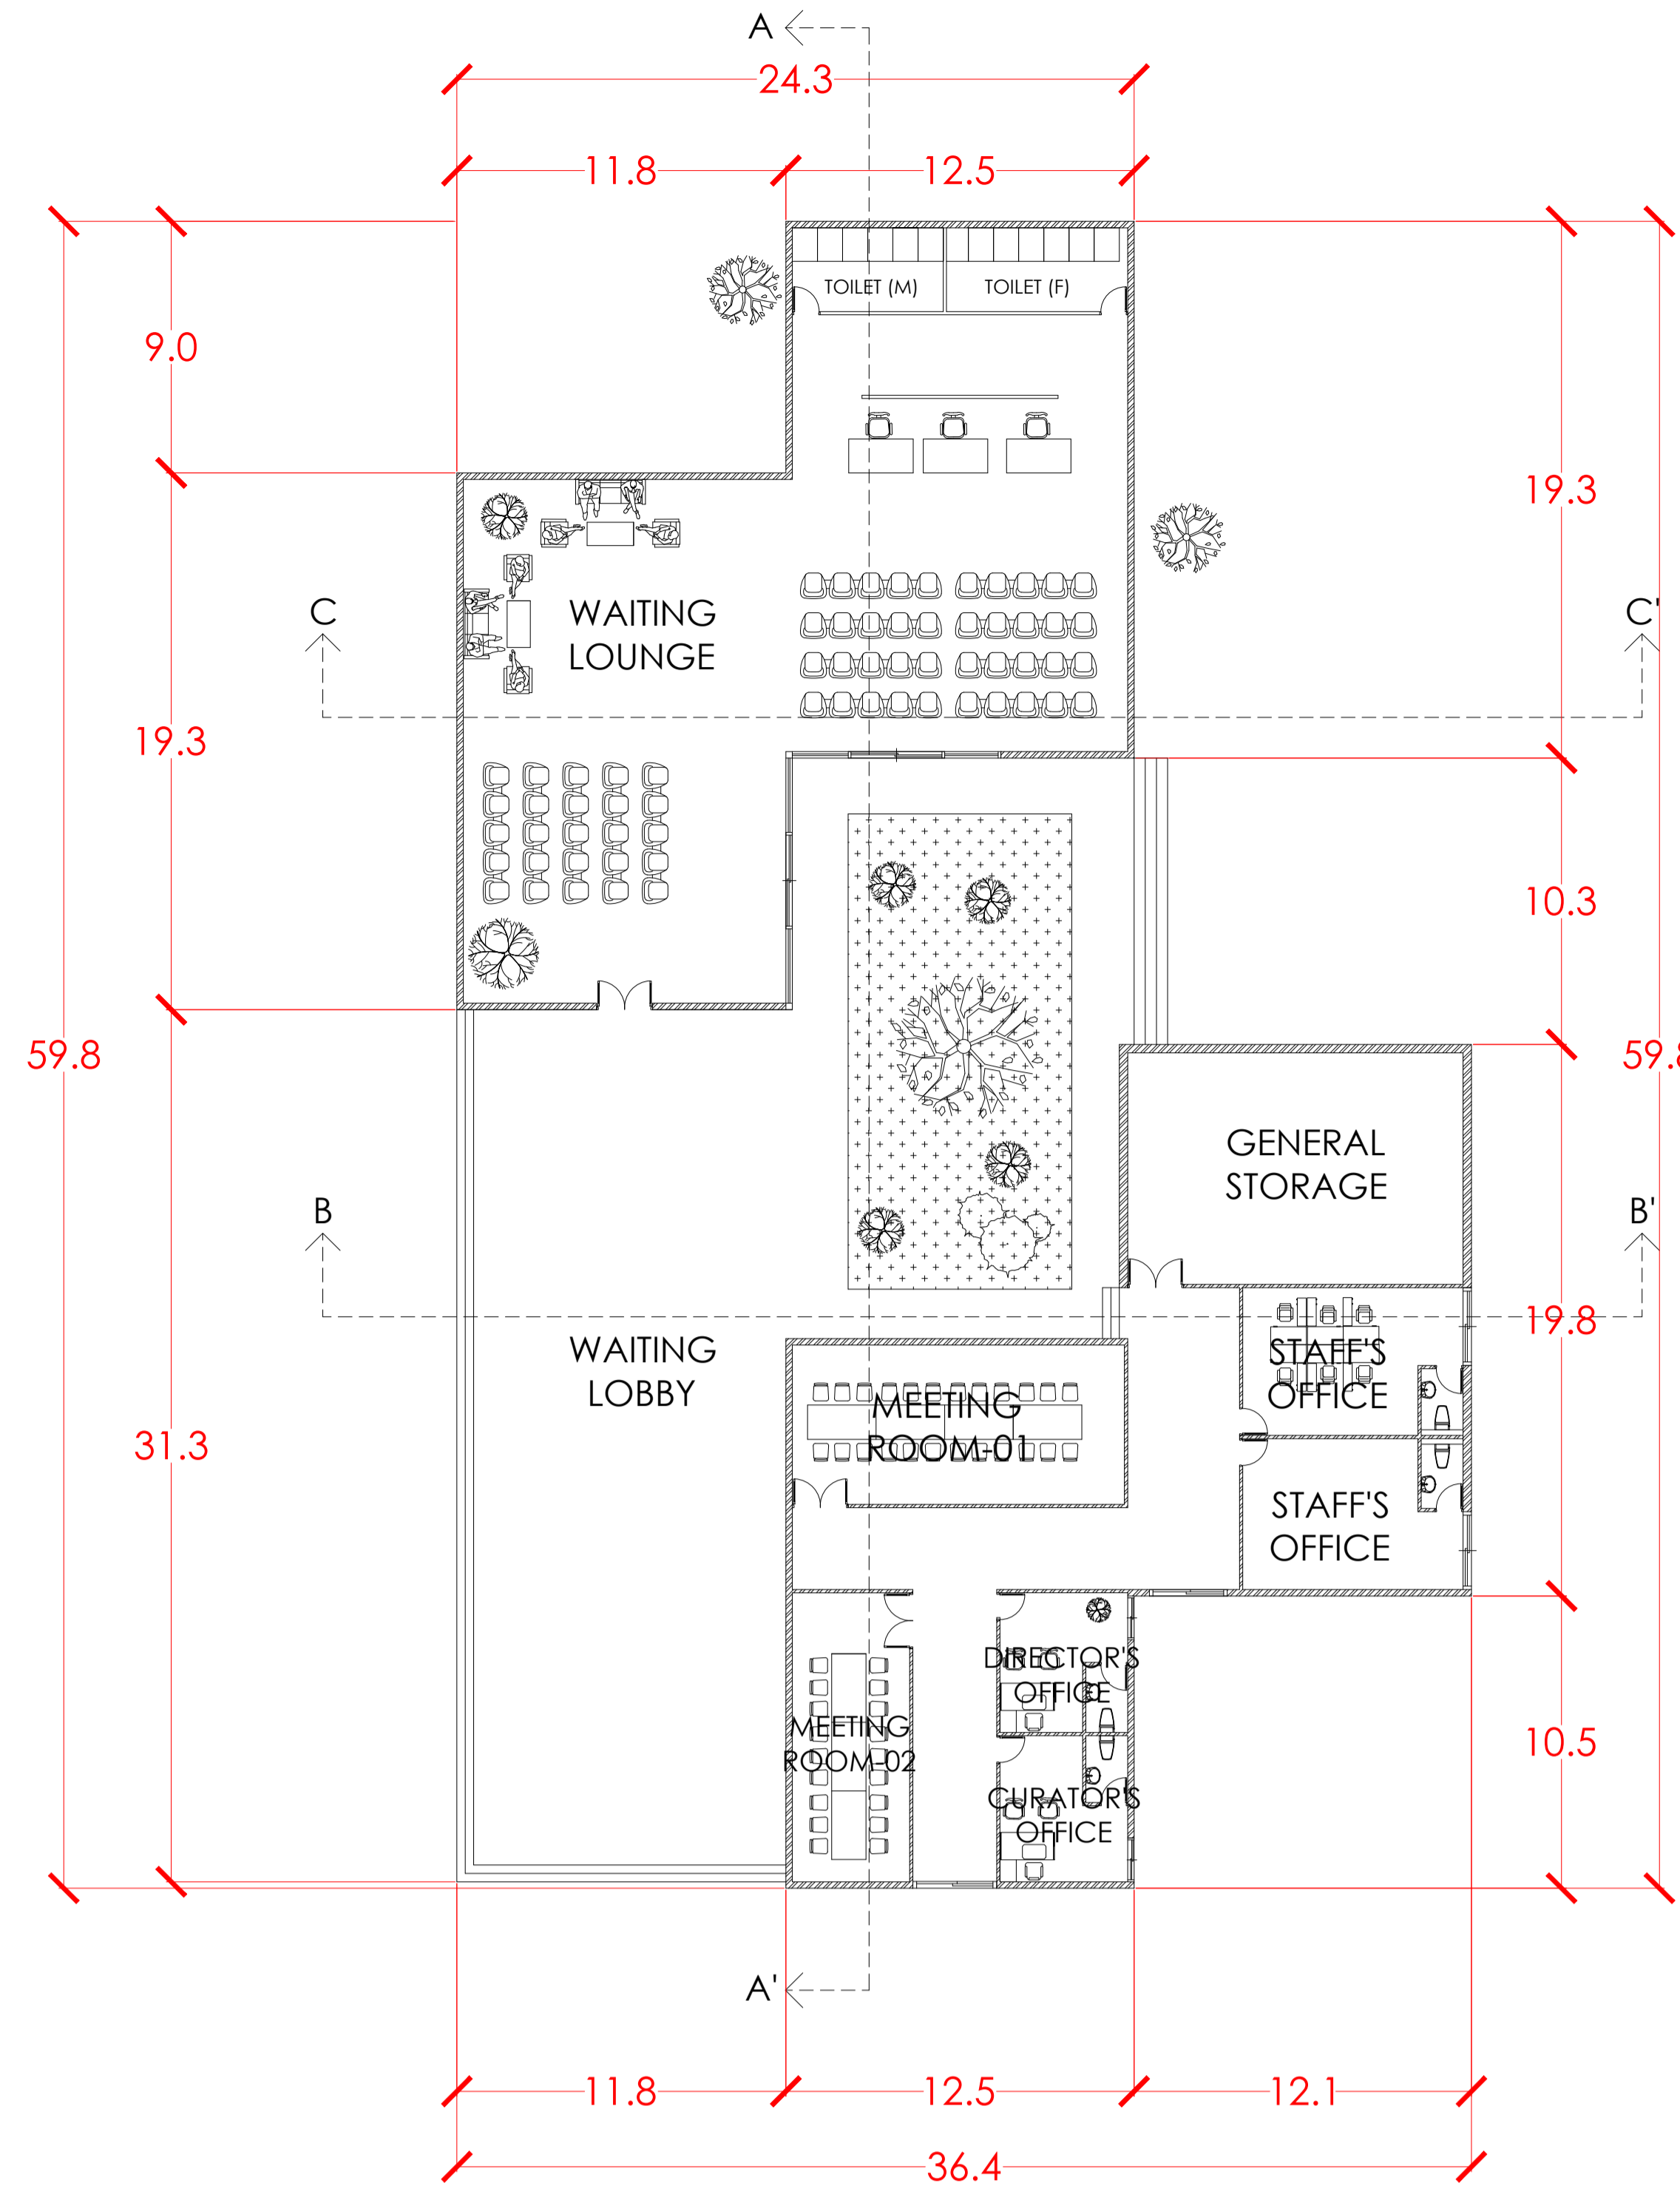 A
24.3
11.8
12.5
TOILET (M)
TOILET (F)
9.0
19.3
C
WAITING
LOUNGE
C'
19.3
10.3
59.8
59.8
GENERAL
STORAGE
B
B'
WAITING
LOBBY
19.8
STAFF'S
OFFICE
MEETING
ROOM-01
31.3
STAFF'S
OFFICE
DIRECTOR'S
OFFICE
MEETING
ROOM-02
10.5
CURATOR'S
OFFICE
A'
11.8
12.5
12.1
36.4